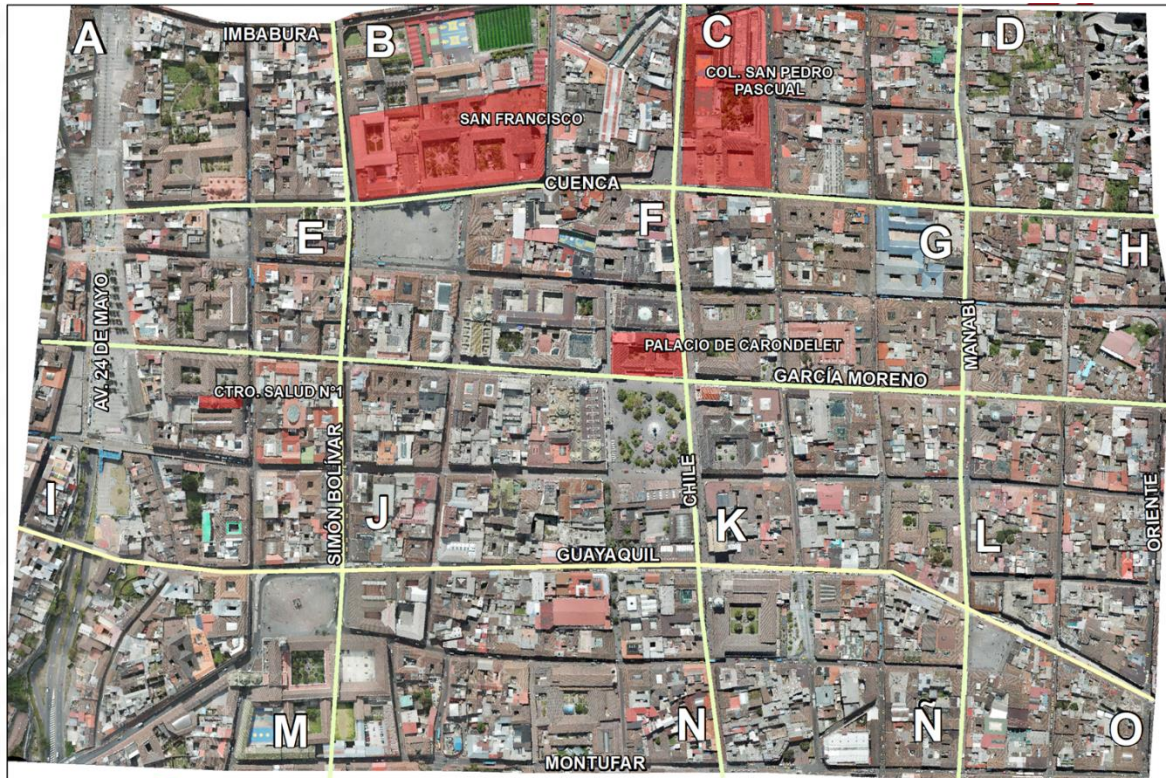 A
IMBABURA
B
C
D
COL. SAN PEDRO
PASCUAL
SAN FRANCISCO
CUENCA
E
F
G
H
AV. 24 DE MAYO
MANABÍ
PALACIO DE CARONDELET
GARCÍA MORENO
CTRO. SALUD N°1
SIMÓN BOLÍVAR
CHILE
ORIENTE
I
J
K
L
GUAYAQUIL
M
N
Ñ
O
MONTUFAR